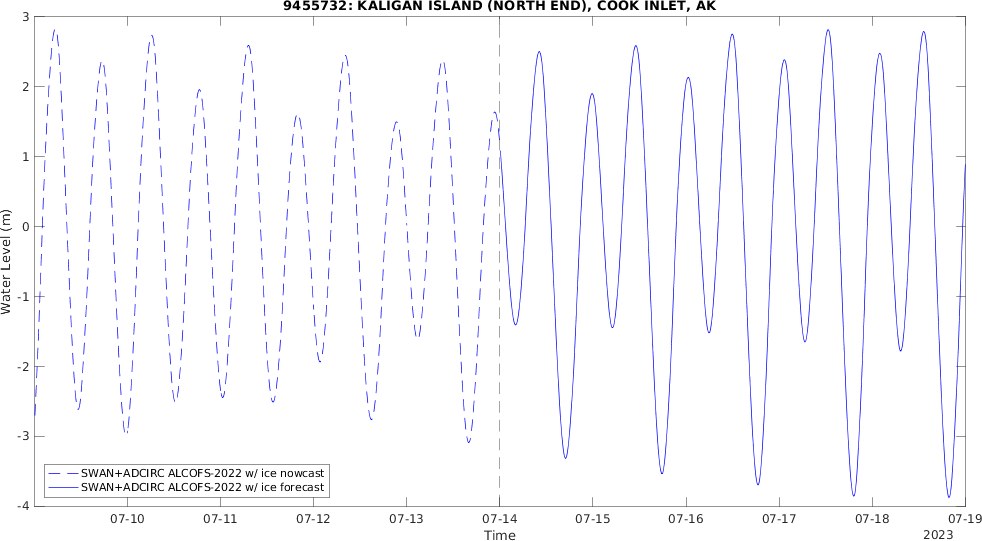 9455732: KALIGAN ISLAND (NORTH END), COOK INLET, AK
3
2
1
0
-1
-2
-3
-4
Water Level (m)
SWAN+ADCIRC ALCOFS-2022 w/ ice nowcast
SWAN+ADCIRC ALCOFS-2022 w/ ice forecast
07-10 07-11 07-12 07-13 07-14 07-15 07-16 07-17 07-18 07-19
Time
2023